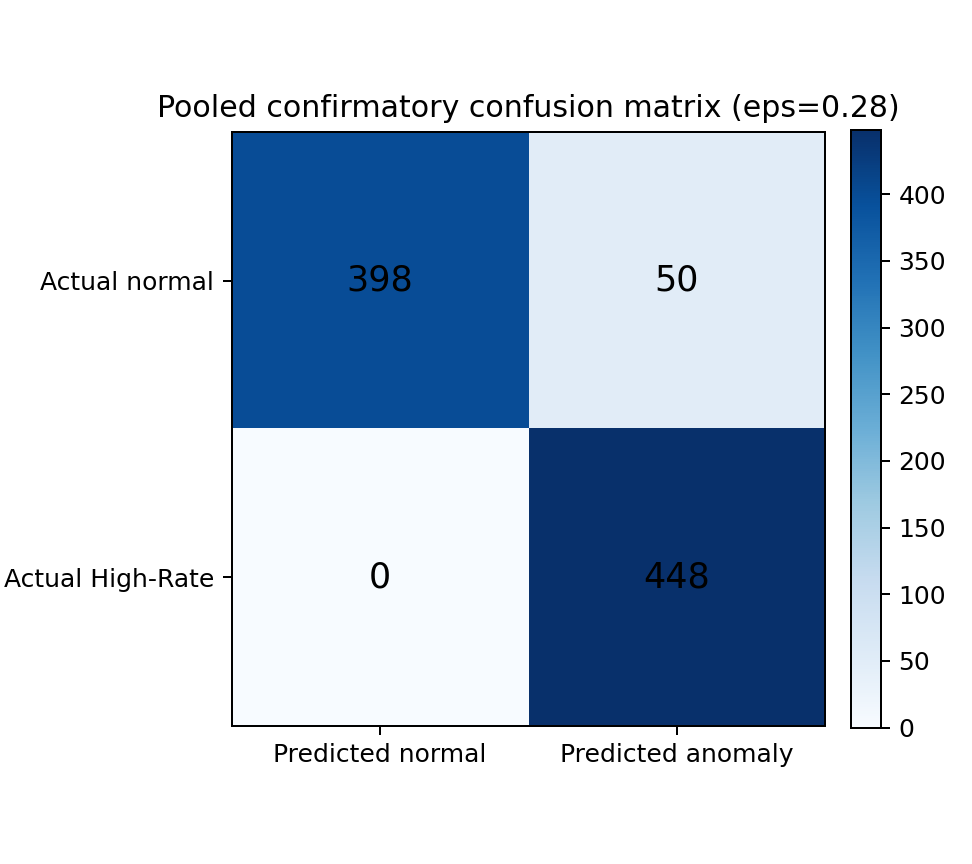 Pooled confirmatory confusion matrix (eps=0.28)
Actual normal
398
50
Actual High-Rate
0
448
Predicted normal
Predicted anomaly
400
350
300
250
200
150
100
50
0